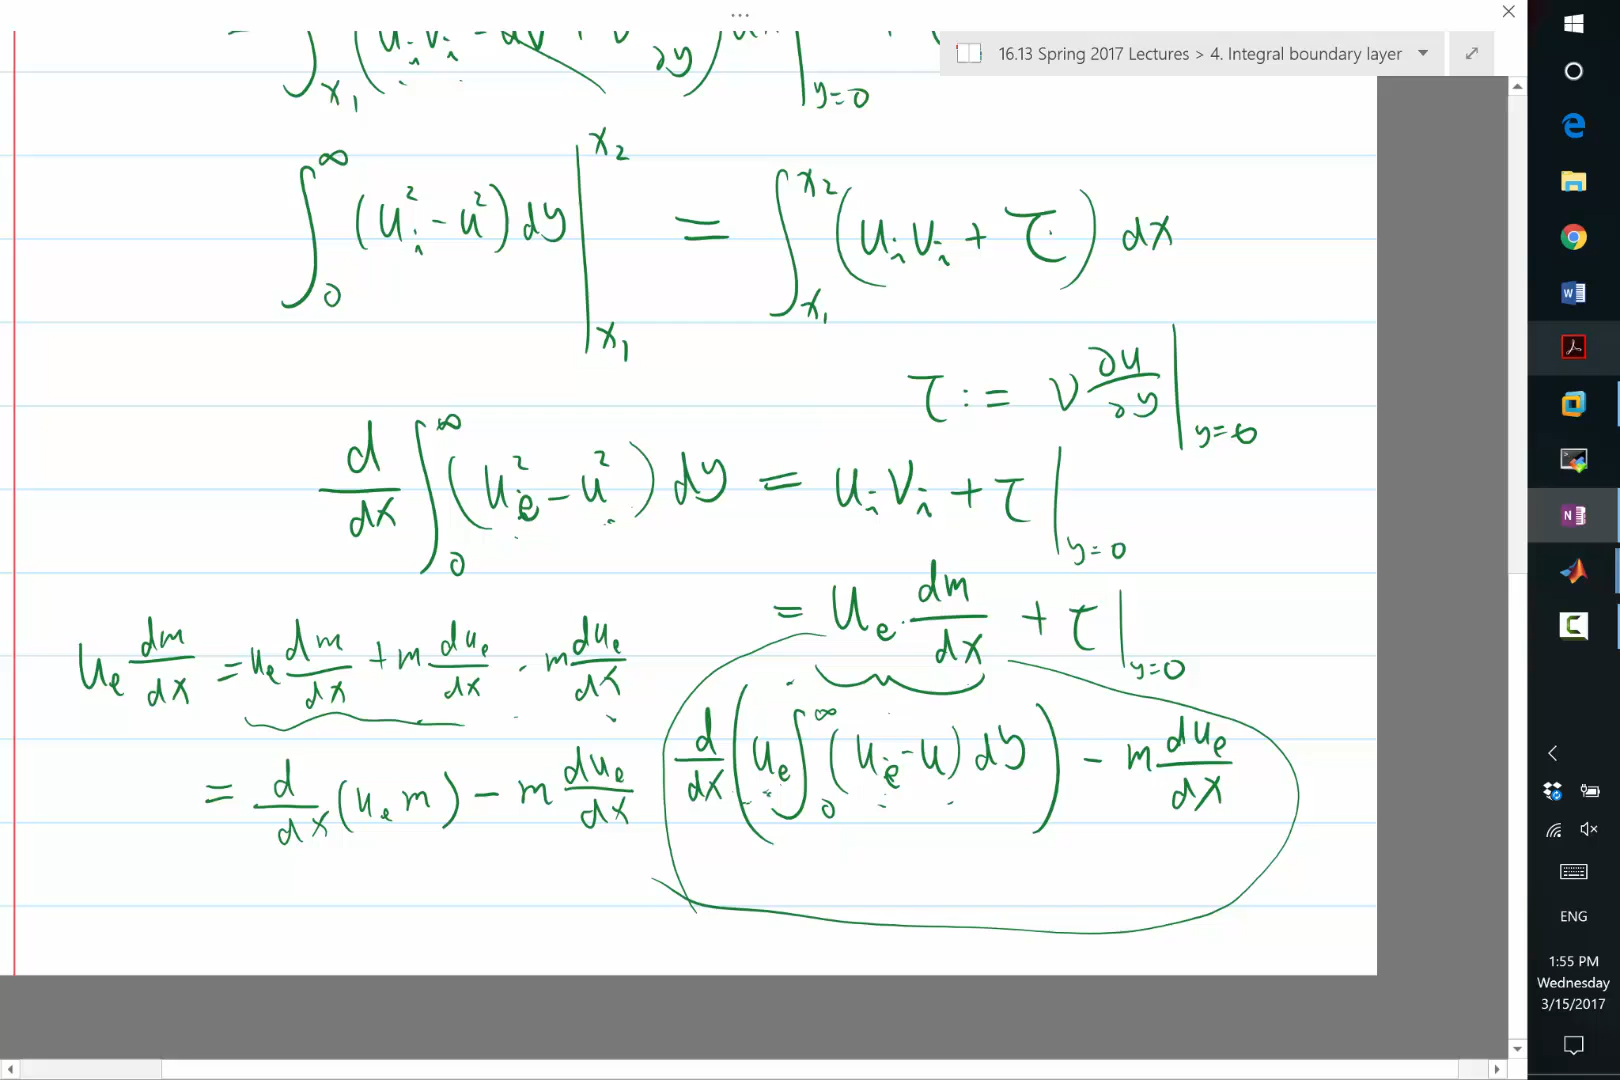 16.13 Spring 2017 Lectures > 4. Integral boundary layer
x₁ y=0
∫₀^∞ (uᵢ² - u²) dy |_{x₁}^{x₂} = ∫_{x₁}^{x₂} (uᵢvᵢ + τ) dx
τ := ν ∂u/∂y |_{y=0}
d/dx ∫₀^∞ (uₑ² - u²) dy = uᵢvᵢ + τ |_{y=0}
= uₑ dm/dx + τ |_{y=0}
uₑ dm/dx = uₑ dm/dx + m duₑ/dx - m duₑ/dx
= d/dx (uₑ m) - m duₑ/dx
d/dx (uₑ ∫₀^∞ (uₑ - u) dy) - m duₑ/dx
ENG
1:55 PM
Wednesday
3/15/2017